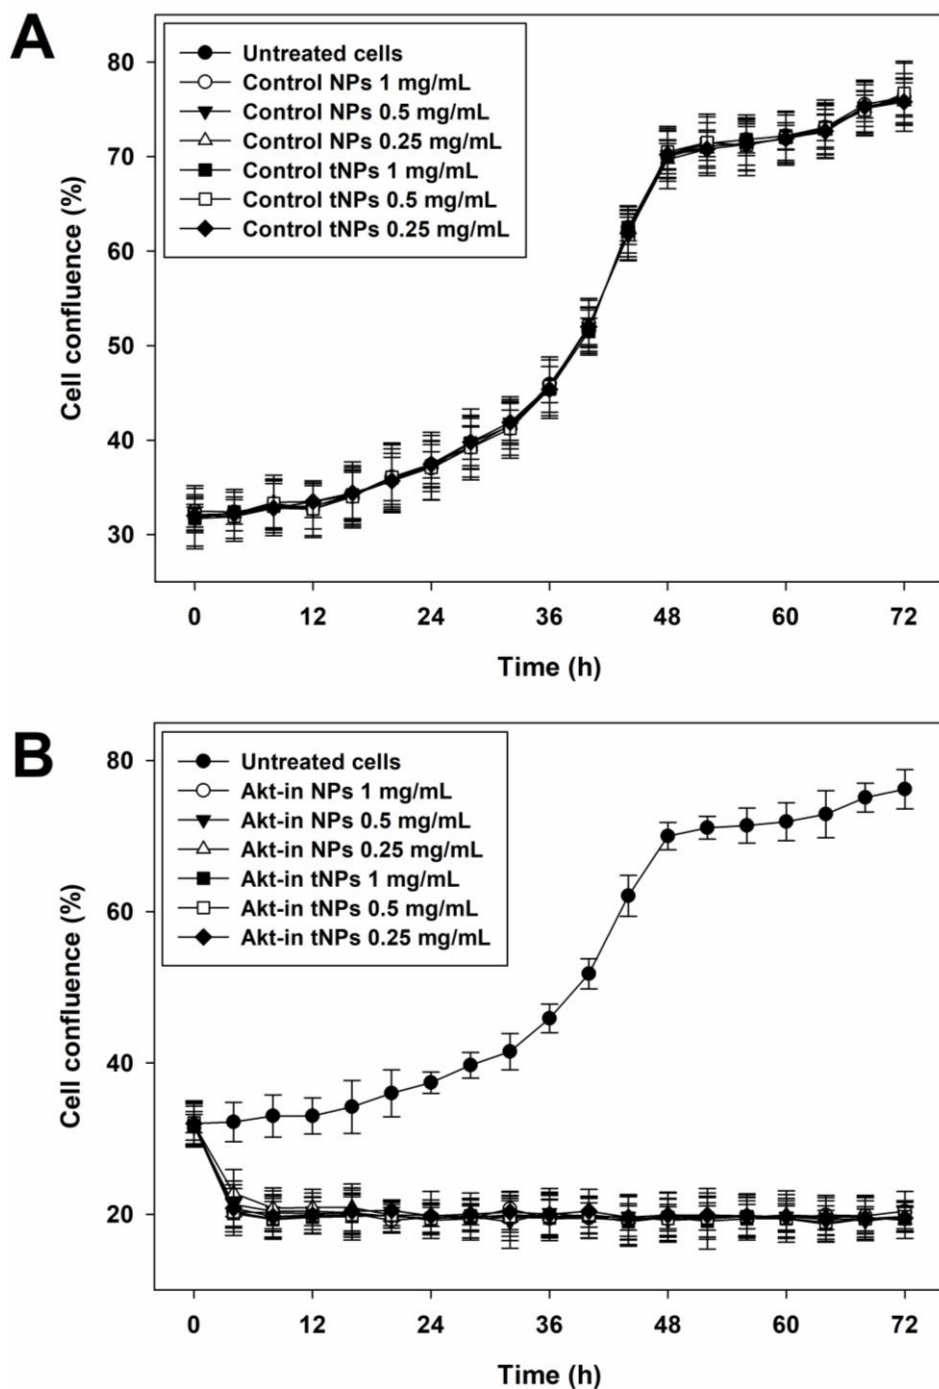 A
Untreated cells
Control NPs 1 mg/mL
Control NPs 0.5 mg/mL
Control NPs 0.25 mg/mL
Control tNPs 1 mg/mL
Control tNPs 0.5 mg/mL
Control tNPs 0.25 mg/mL
80
70
60
50
40
30
Cell confluence (%)
0 12 24 36 48 60 72
Time (h)
B
Untreated cells
Akt-in NPs 1 mg/mL
Akt-in NPs 0.5 mg/mL
Akt-in NPs 0.25 mg/mL
Akt-in tNPs 1 mg/mL
Akt-in tNPs 0.5 mg/mL
Akt-in tNPs 0.25 mg/mL
80
60
40
20
Cell confluence (%)
0 12 24 36 48 60 72
Time (h)